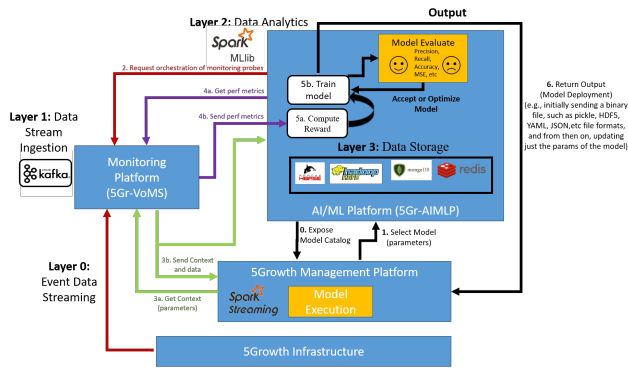 Output
Layer 2: Data Analytics
Spark
MLlib
Model Evaluate
Precision,
Recall,
Accuracy,
MSE, etc
2. Request orchestration of monitoring probes
5b. Train
model
4a. Get perf metrics
Accept or Optimize
Model
6. Return Output
(Model Deployment)
(e.g., initially sending a binary
file, such as pickle, HDFS,
YAML, JSON,etc file formats,
and from then on, updating
just the params of the model)
Layer 1: Data
Stream
Ingestion
kafka
4b. Send perf metrics
5a. Compute
Reward
Layer 3: Data Storage
mongoDB
redis
Monitoring
Platform
(5Gr-VoMS)
AI/ML Platform (5Gr-AIMLP)
0. Expose
Model Catalog
1. Select Model
(parameters)
3b. Send Context
and data
Layer 0:
Event Data
Streaming
3a. Get Context
(parameters)
5Growth Management Platform
Spark
Streaming
Model
Execution
5Growth Infrastructure